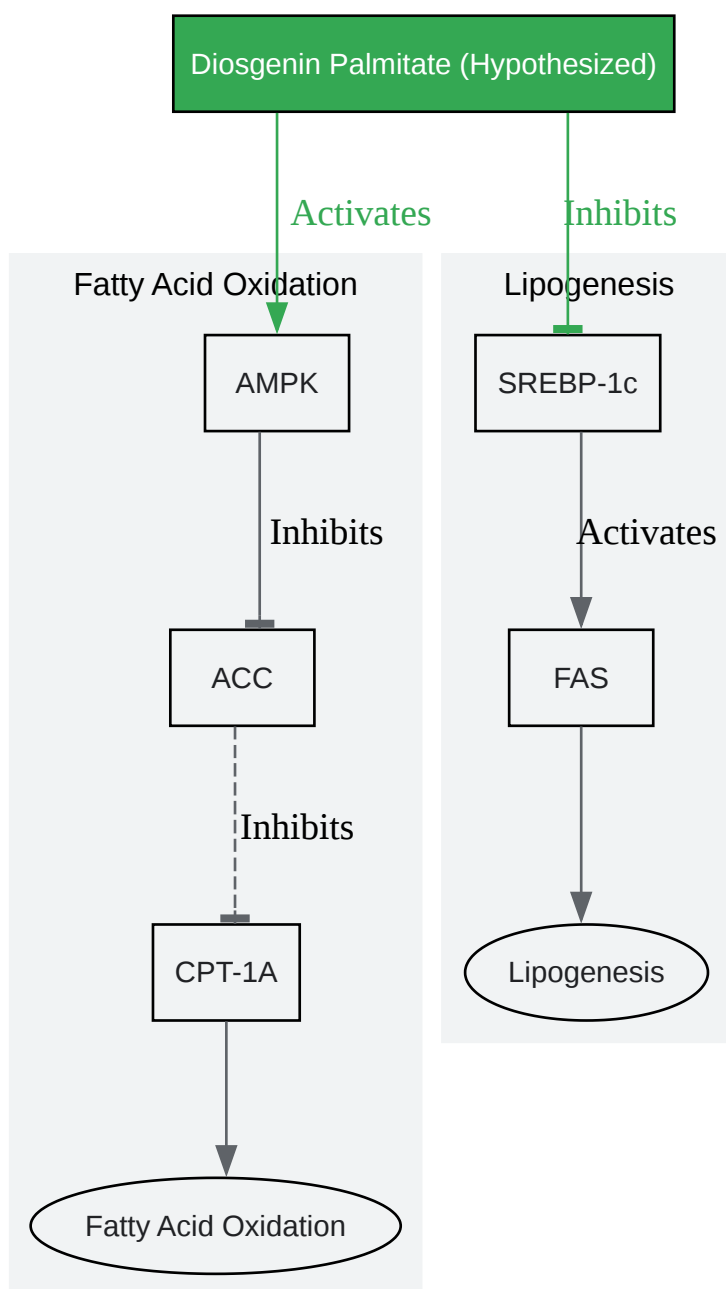 Diosgenin Palmitate (Hypothesized)
Activates
Inhibits
Fatty Acid Oxidation
Lipogenesis
AMPK
SREBP-1c
Inhibits
Activates
ACC
FAS
Inhibits
CPT-1A
Lipogenesis
Fatty Acid Oxidation